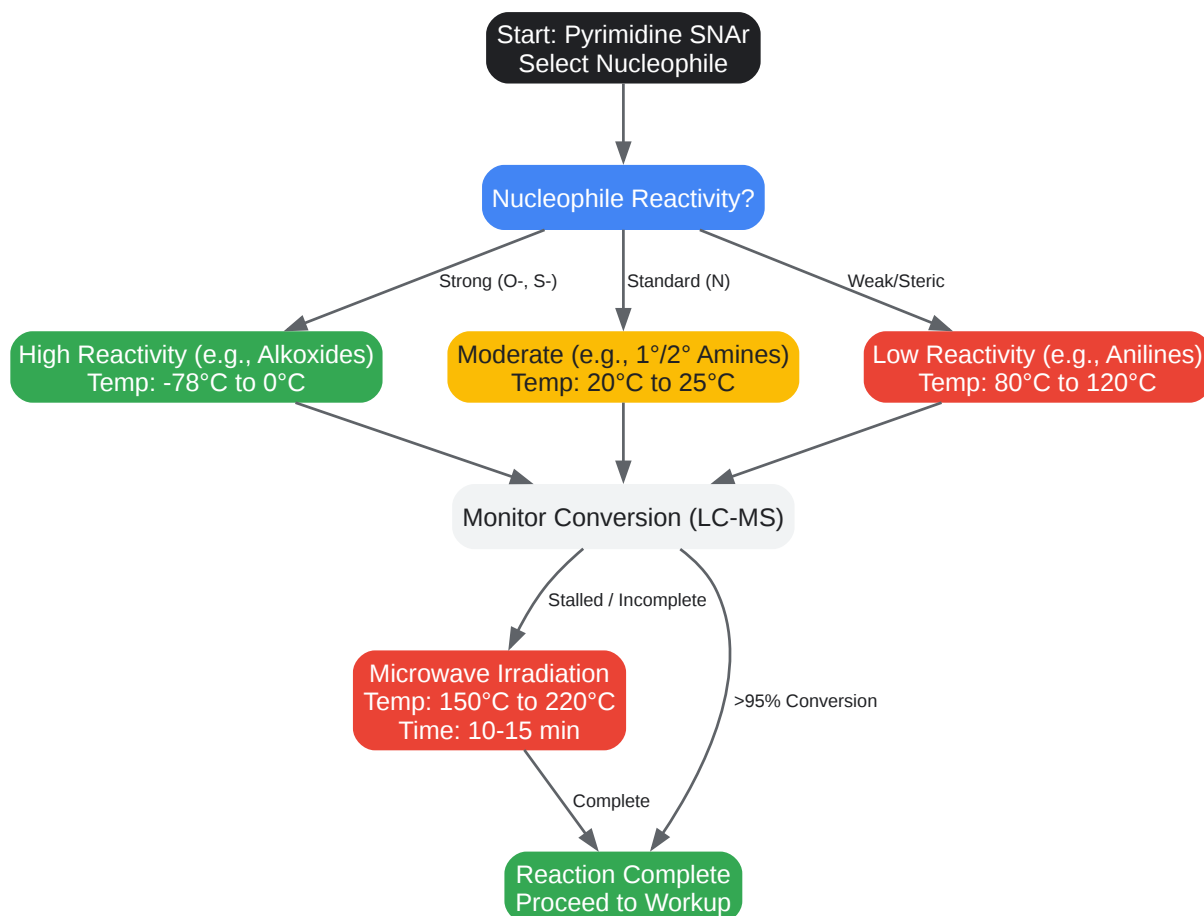 Start: Pyrimidine SNAr
Select Nucleophile
Nucleophile Reactivity?
Strong (O-, S-)
Standard (N)
Weak/Steric
High Reactivity (e.g., Alkoxides)
Temp: -78°C to 0°C
Moderate (e.g., 1°/2° Amines)
Temp: 20°C to 25°C
Low Reactivity (e.g., Anilines)
Temp: 80°C to 120°C
Monitor Conversion (LC-MS)
Stalled / Incomplete
Microwave Irradiation
Temp: 150°C to 220°C
Time: 10-15 min
>95% Conversion
Complete
Reaction Complete
Proceed to Workup